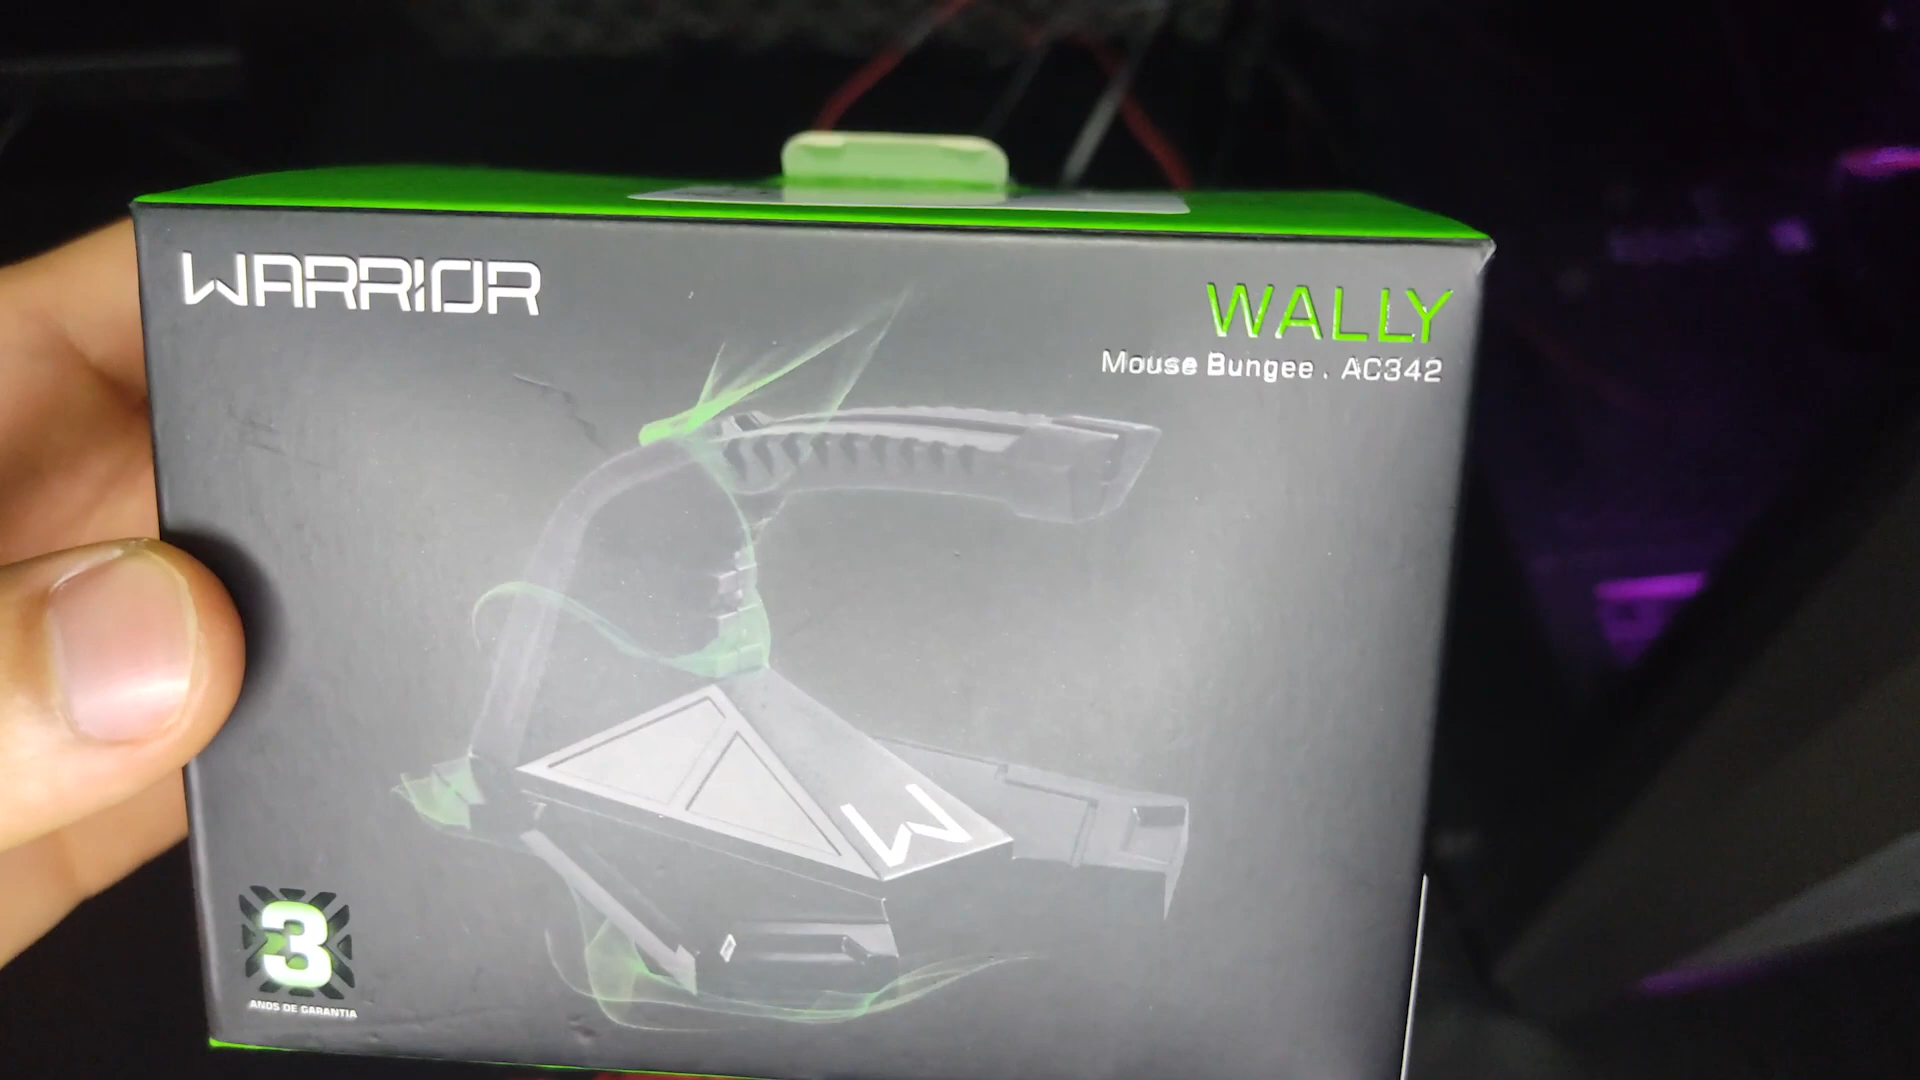 WARRIOR
WALLY
Mouse Bungee . AC342
W
3
ANOS DE GARANTIA